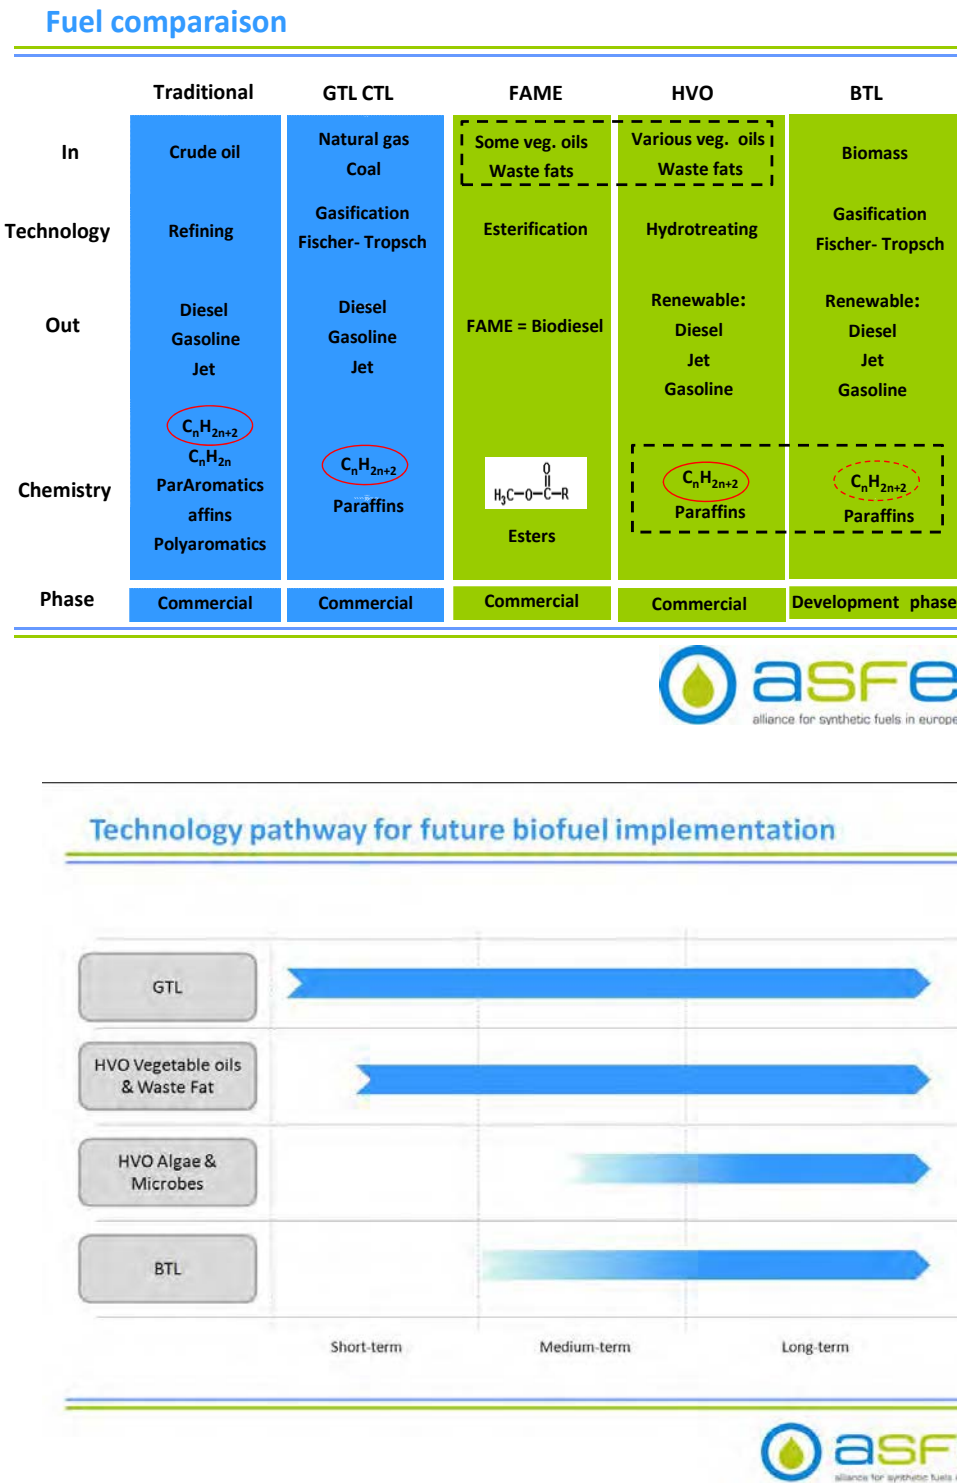 Fuel comparaison
Traditional GTL CTL FAME HVO BTL
In
Crude oil
Natural gas
Coal
Some veg. oils
Waste fats
Various veg. oils
Waste fats
Biomass
Technology
Refining
Gasification
Fischer- Tropsch
Esterification
Hydrotreating
Gasification
Fischer- Tropsch
Out
Diesel
Gasoline
Jet
Diesel
Gasoline
Jet
FAME = Biodiesel
Renewable:
Diesel
Jet
Gasoline
Renewable:
Diesel
Jet
Gasoline
Chemistry
CnH2n+2
CnH2n
ParAromatics
affins
Polyaromatics
CnH2n+2
Paraffins
O
H3C-O-C-R
Esters
CnH2n+2
Paraffins
CnH2n+2
Paraffins
Phase
Commercial
Commercial
Commercial
Commercial
Development phase
asfe
alliance for synthetic fuels in europe
Technology pathway for future biofuel implementation
GTL
HVO Vegetable oils
& Waste Fat
HVO Algae &
Microbes
BTL
Short-term Medium-term Long-term
asf
alliance for synthetic fuels